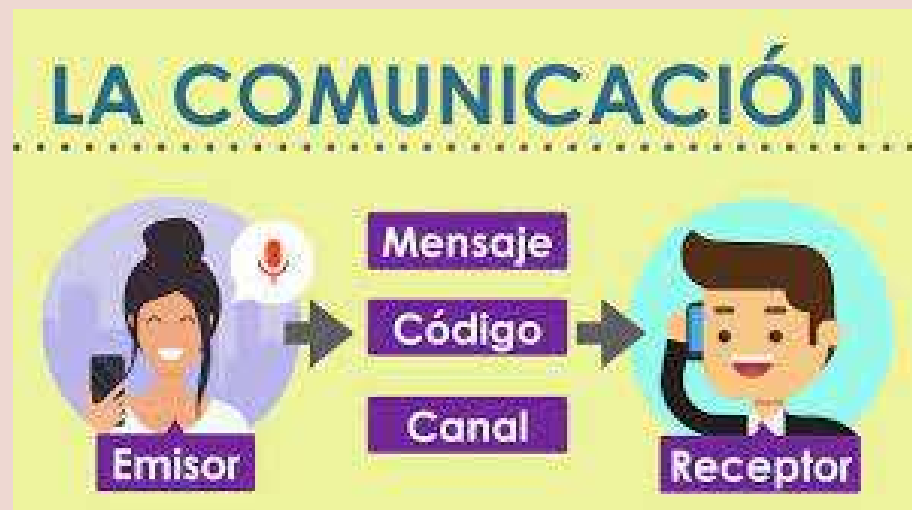 LA COMUNICACIÓN
Mensaje
Código
Canal
Emisor
Receptor